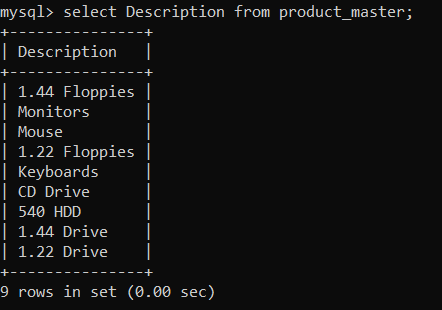 mysql> select Description from product_master;
+---------------+
| Description   |
+---------------+
| 1.44 Floppies |
| Monitors      |
| Mouse         |
| 1.22 Floppies |
| Keyboards     |
| CD Drive      |
| 540 HDD       |
| 1.44 Drive    |
| 1.22 Drive    |
+---------------+
9 rows in set (0.00 sec)